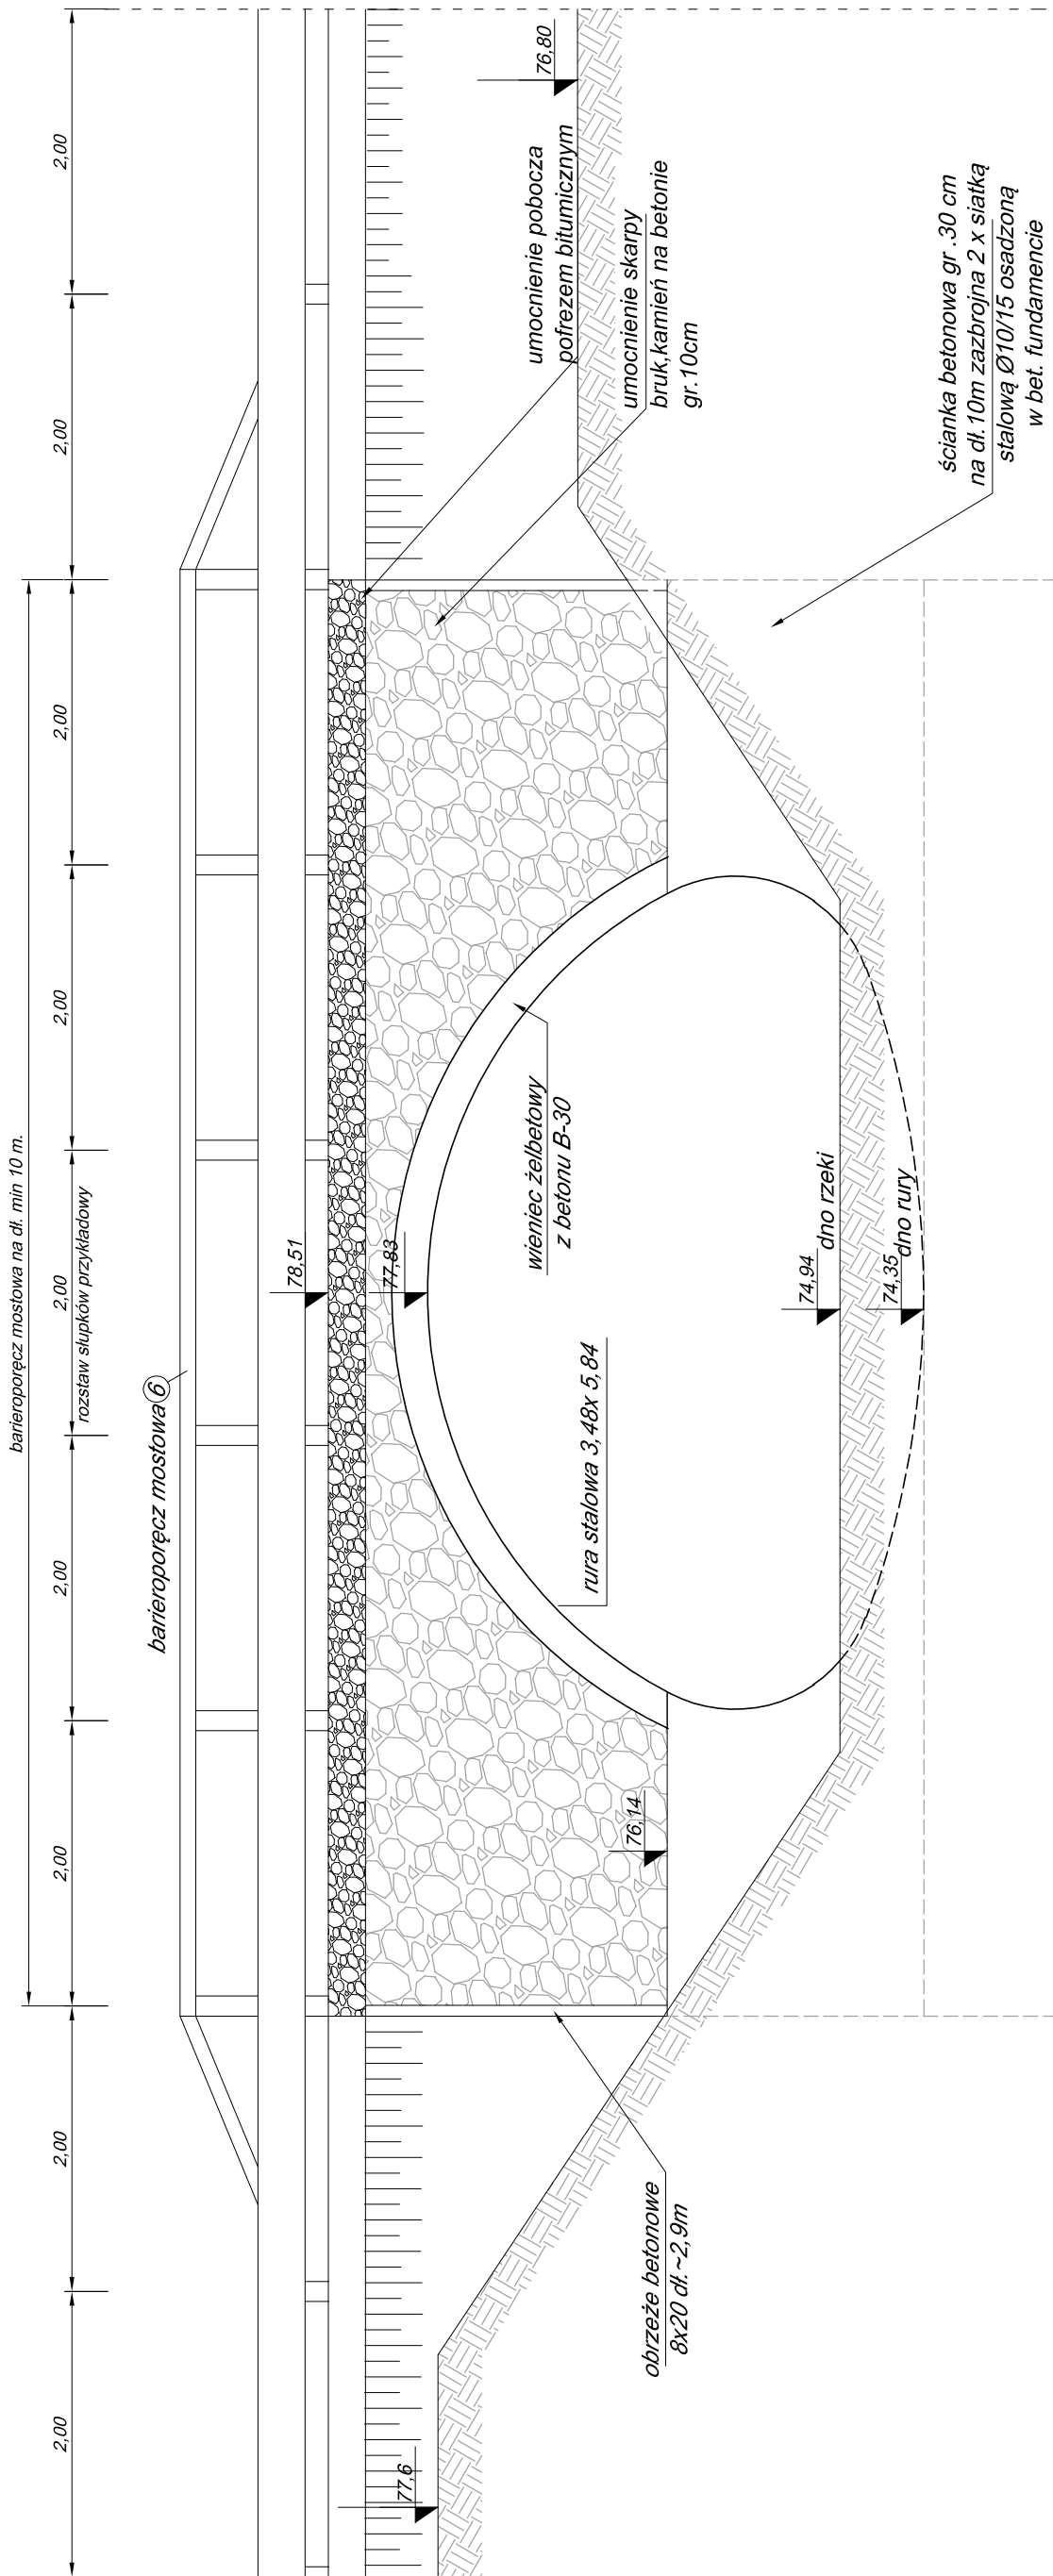 barieroporęcz mostowa na dł. min 10 m.
2,00
2,00
2,00
2,00
2,00
2,00
2,00
2,00
2,00
rozstaw słupków przykładowy
barieroporęcz mostowa 6
78,51
77,83
77,6
76,80
umocnienie pobocza
pofrezem bitumicznym
umocnienie skarpy
bruk,kamień na betonie
gr.10cm
wieniec żelbetowy
z betonu B-30
rura stalowa 3,48x 5,84
76,14
74,94
dno rzeki
74,35
dno rury
obrzeże betonowe
8x20 dł.~2,9m
ścianka betonowa gr .30 cm
na dł.10m zazbrojna 2 x siatką
stalową Ø10/15 osadzoną
w bet. fundamencie